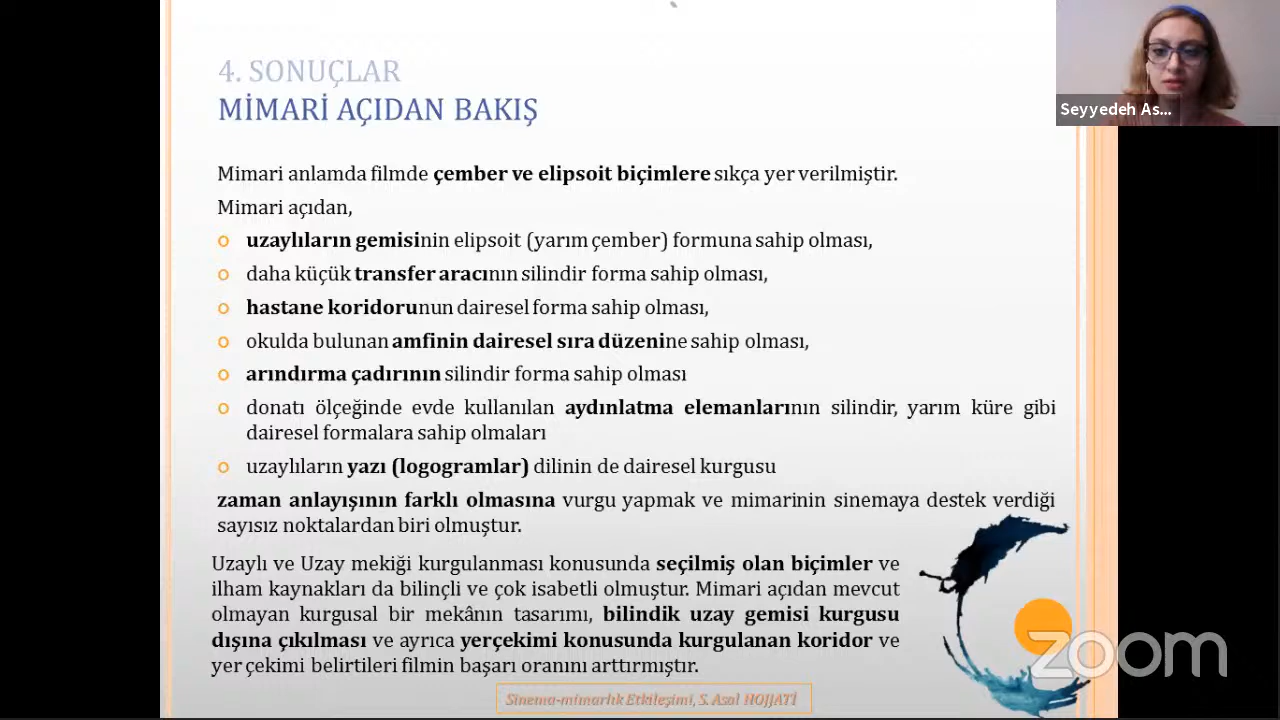 4. SONUÇLAR
MİMARİ AÇIDAN BAKIŞ
Seyyedeh As...
Mimari anlamda filmde çember ve elipsoit biçimlere sıkça yer verilmiştir.
Mimari açıdan,
o uzaylıların gemisinin elipsoit (yarım çember) formuna sahip olması,
o daha küçük transfer aracının silindir forma sahip olması,
o hastane koridorunun dairesel forma sahip olması,
o okulda bulunan amfinin dairesel sıra düzenine sahip olması,
o arındırma çadırının silindir forma sahip olması
o donatı ölçeğinde evde kullanılan aydınlatma elemanlarının silindir, yarım küre gibi
dairesel formalara sahip olmaları
o uzaylıların yazı (logogramlar) dilinin de dairesel kurgusu
zaman anlayışının farklı olmasına vurgu yapmak ve mimarinin sinemaya destek verdiği
sayısız noktalardan biri olmuştur.
Uzaylı ve Uzay mekiği kurgulanması konusunda seçilmiş olan biçimler ve
ilham kaynakları da bilinçli ve çok isabetli olmuştur. Mimari açıdan mevcut
olmayan kurgusal bir mekânın tasarımı, bilindik uzay gemisi kurgusu
dışına çıkılması ve ayrıca yerçekimi konusunda kurgulanan koridor ve
yer çekimi belirtileri filmin başarı oranını arttırmıştır.
zoom
Sinema-mimarlık Etkileşimi, S. Asal HOJJATİ